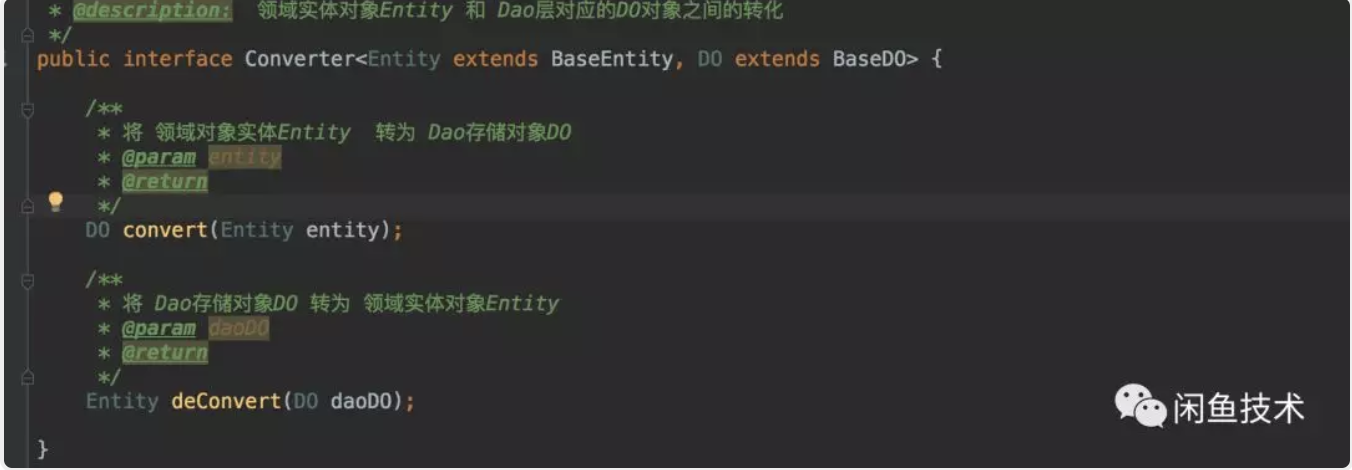 * @description: 领域实体对象Entity 和 Dao层对应的DO对象之间的转化
*/
public interface Converter<Entity extends BaseEntity, DO extends BaseDO> {
/**
* 将 领域对象实体Entity 转为 Dao存储对象DO
* @param entity
* @return
*/
DO convert(Entity entity);
/**
* 将 Dao存储对象DO 转为 领域实体对象Entity
* @param daoDO
* @return
*/
Entity deConvert(DO daoDO);
}
闲鱼技术